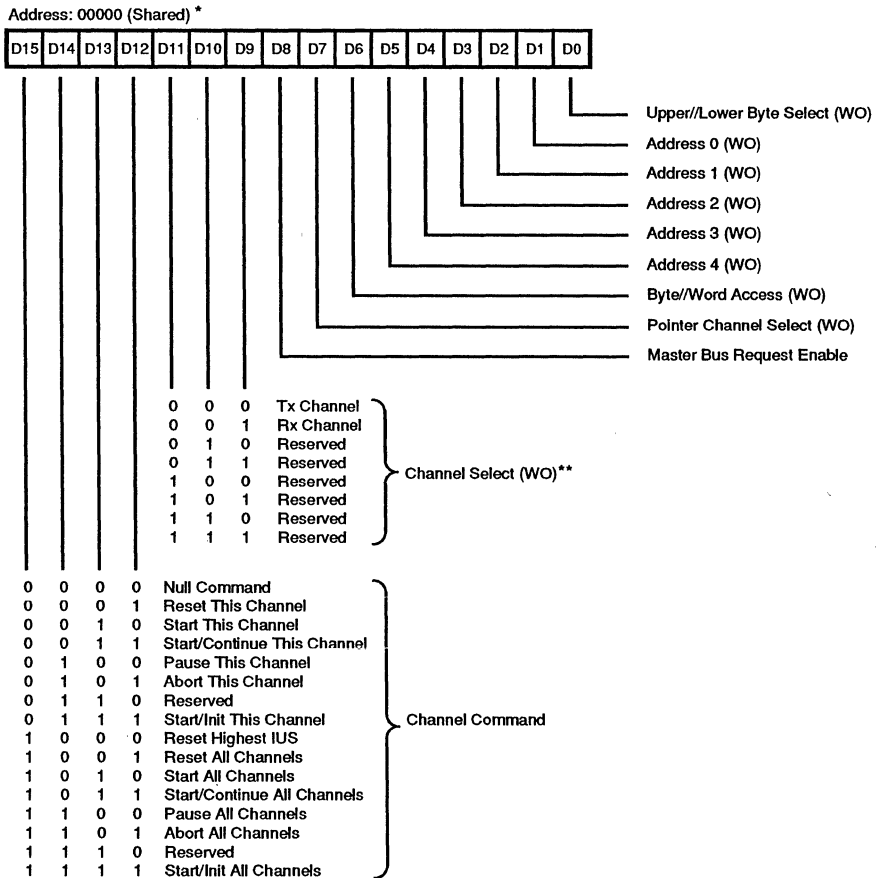 Address: 00000 (Shared) *
D15 D14 D13 D12 D11 D10 D9 D8 D7 D6 D5 D4 D3 D2 D1 D0
Upper//Lower Byte Select (WO)
Address 0 (WO)
Address 1 (WO)
Address 2 (WO)
Address 3 (WO)
Address 4 (WO)
Byte//Word Access (WO)
Pointer Channel Select (WO)
Master Bus Request Enable
0 0 0 Tx Channel
0 0 1 Rx Channel
0 1 0 Reserved
0 1 1 Reserved
1 0 0 Reserved
1 0 1 Reserved
1 1 0 Reserved
1 1 1 Reserved
Channel Select (WO)**
0 0 0 0 Null Command
0 0 0 1 Reset This Channel
0 0 1 0 Start This Channel
0 0 1 1 Start/Continue This Channel
0 1 0 0 Pause This Channel
0 1 0 1 Abort This Channel
0 1 1 0 Reserved
0 1 1 1 Start/Init This Channel
1 0 0 0 Reset Highest IUS
1 0 0 1 Reset All Channels
1 0 1 0 Start All Channels
1 0 1 1 Start/Continue All Channels
1 1 0 0 Pause All Channels
1 1 0 1 Abort All Channels
1 1 1 0 Reserved
1 1 1 1 Start/Init All Channels
Channel Command